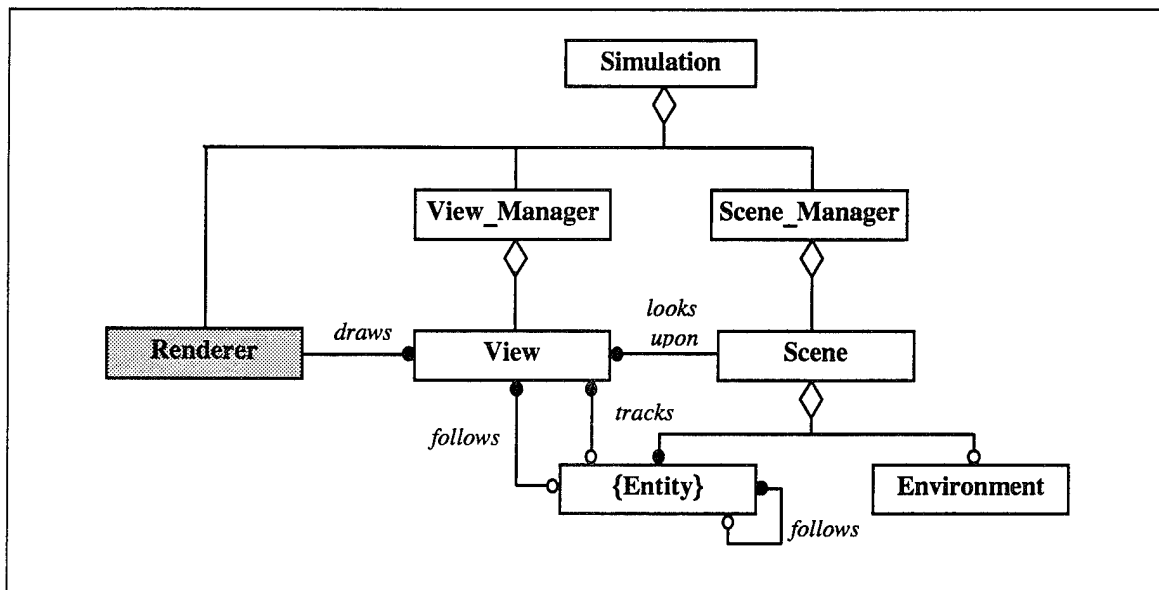 Simulation
View_Manager
Scene_Manager
Renderer
draws
View
looks
upon
Scene
follows
tracks
{Entity}
Environment
follows